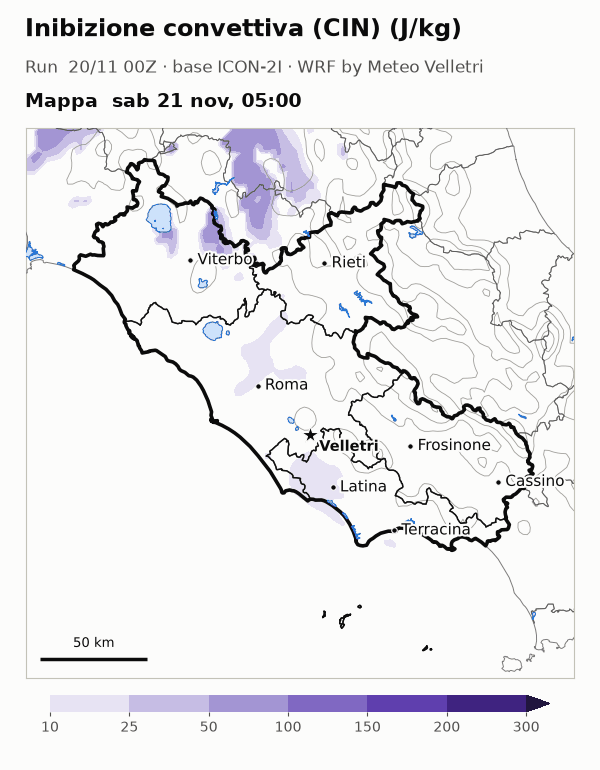 Inibizione convettiva (CIN) (J/kg)
Run 20/11 00Z · base ICON-2I · WRF by Meteo Velletri
Mappa sab 21 nov, 05:00
Viterbo
Rieti
Roma
Velletri
Frosinone
Cassino
Latina
Terracina
50 km
10 25 50 100 150 200 300